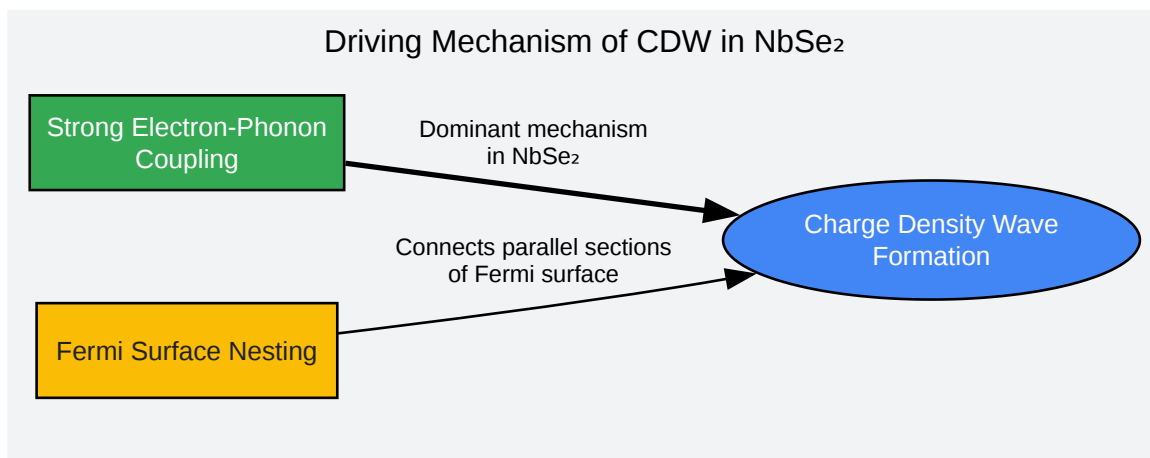 Driving Mechanism of CDW in NbSe₂
Strong Electron-Phonon
Coupling
Dominant mechanism
in NbSe₂
Charge Density Wave
Formation
Connects parallel sections
of Fermi surface
Fermi Surface Nesting